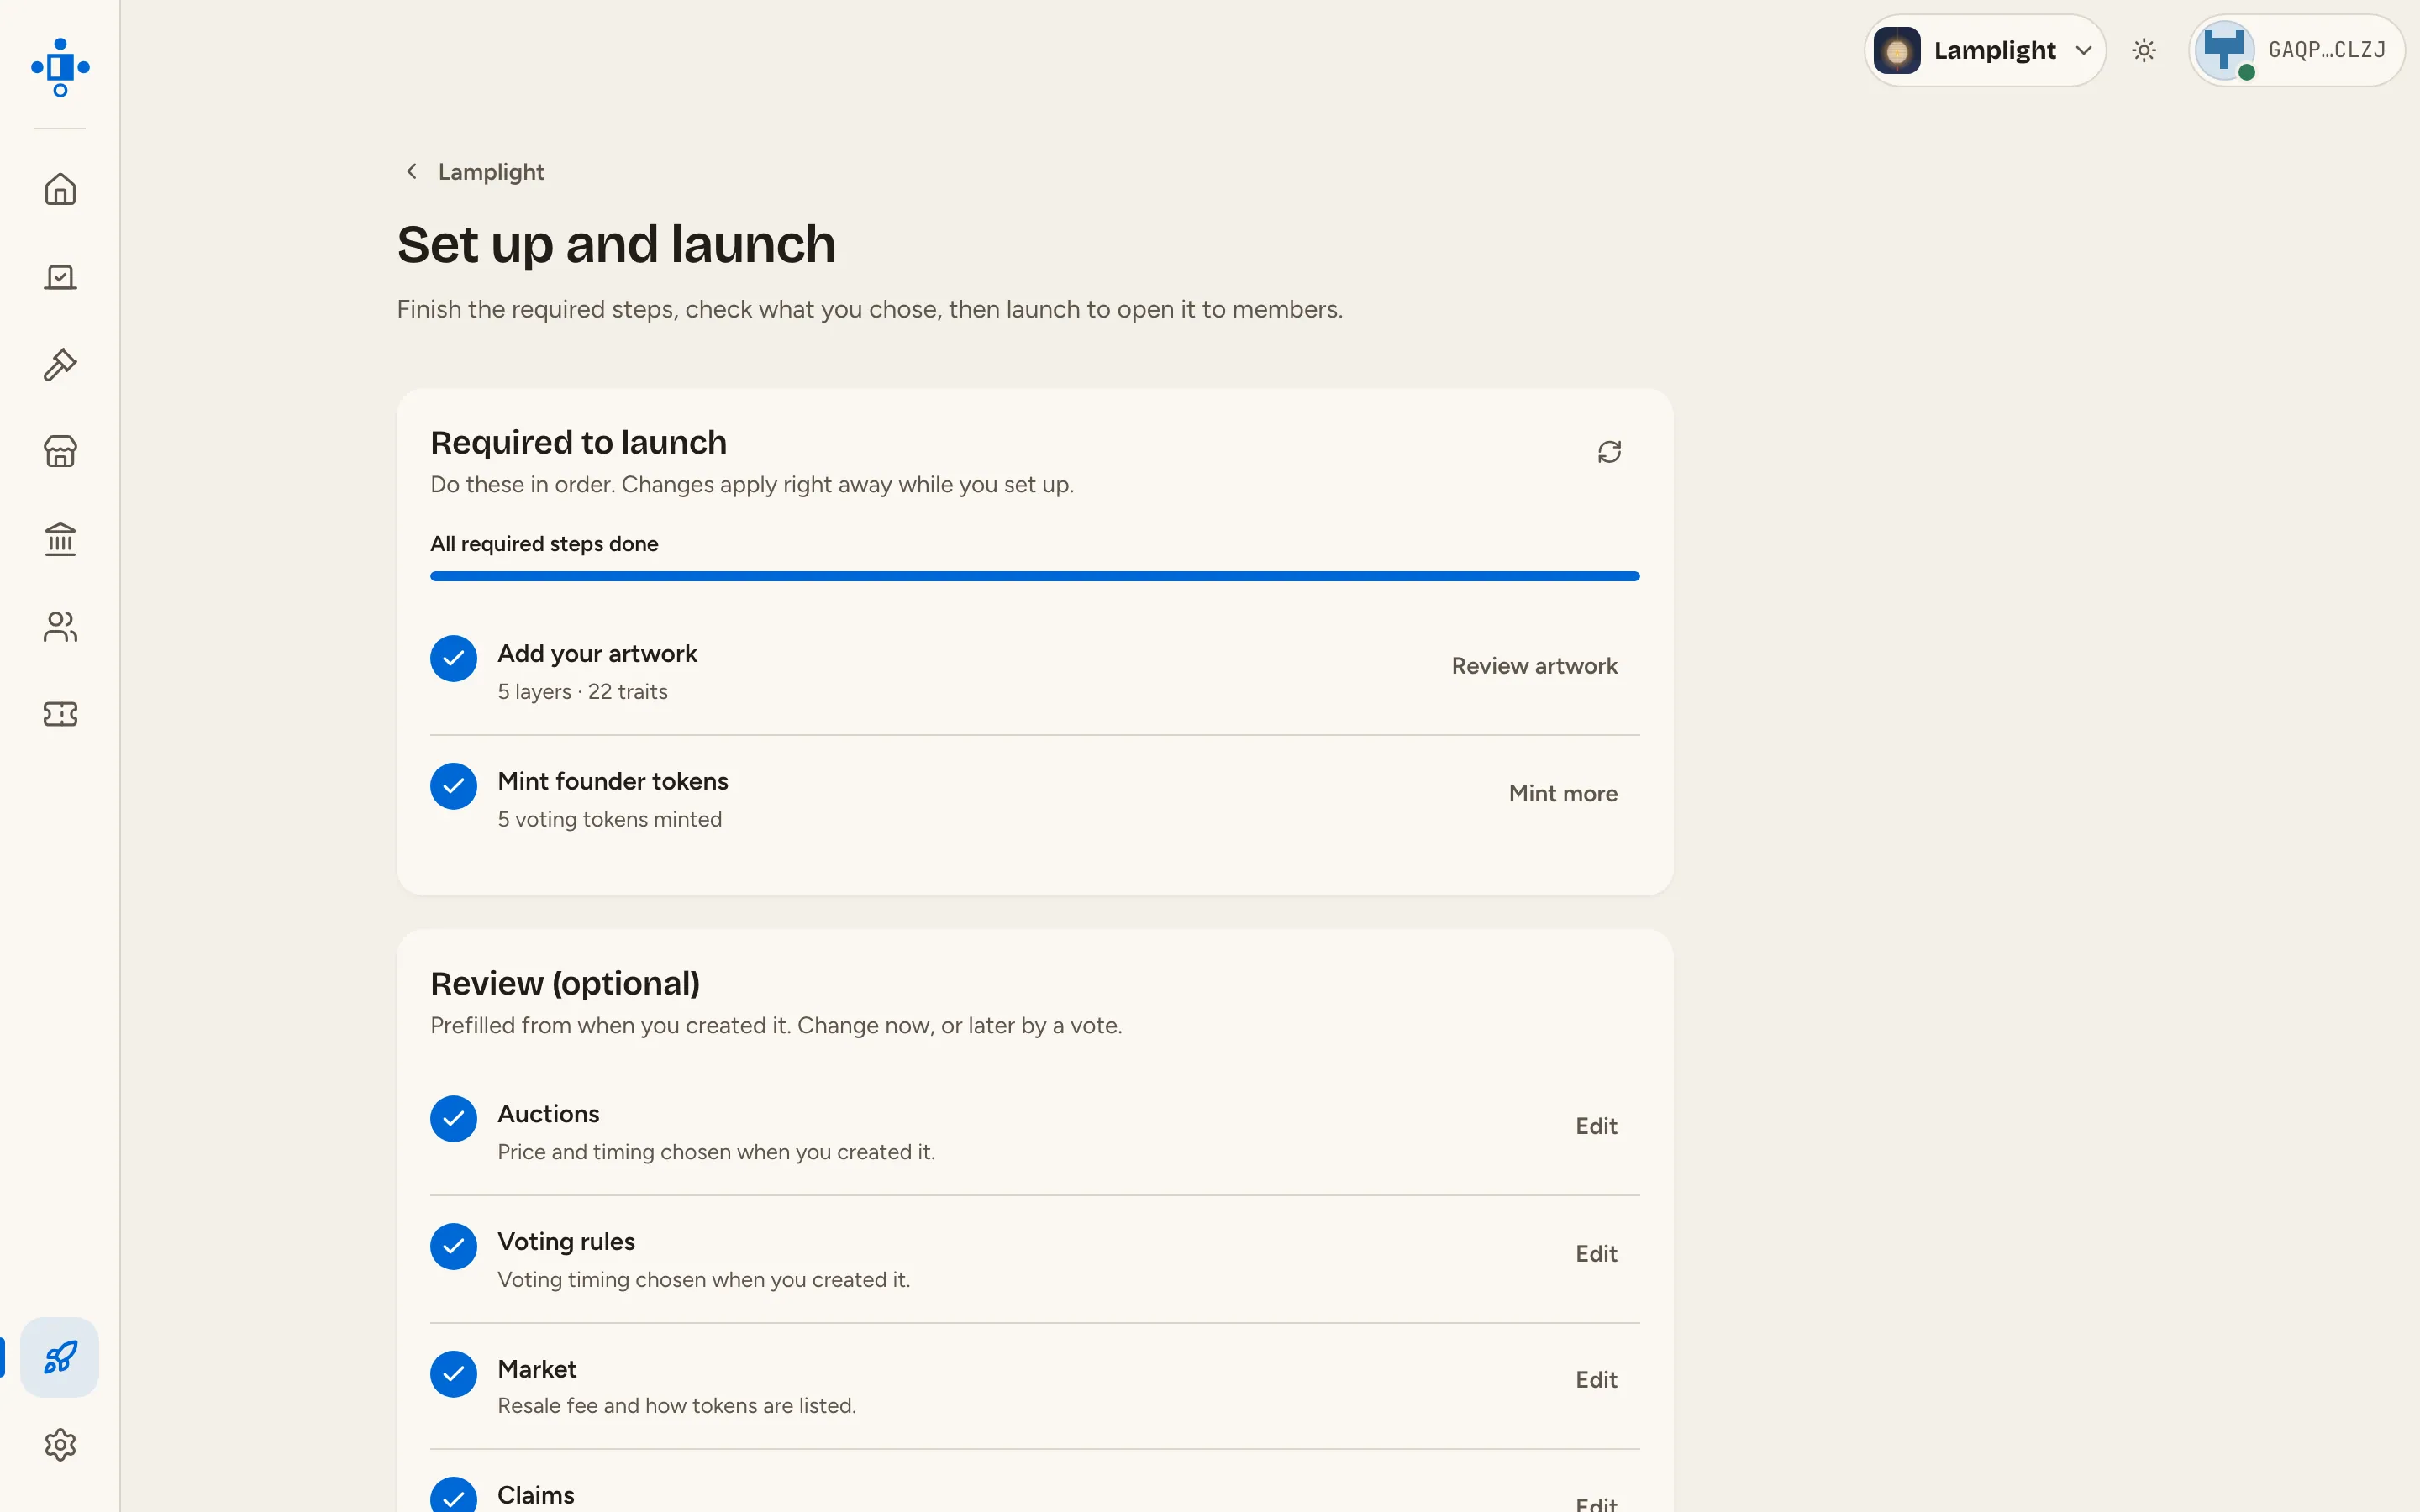 Lamplight
GAQP…CLZJ
Lamplight
Set up and launch
Finish the required steps, check what you chose, then launch to open it to members.
Required to launch
Do these in order. Changes apply right away while you set up.
All required steps done
Add your artwork
5 layers · 22 traits
Review artwork
Mint founder tokens
5 voting tokens minted
Mint more
Review (optional)
Prefilled from when you created it. Change now, or later by a vote.
Auctions
Price and timing chosen when you created it.
Edit
Voting rules
Voting timing chosen when you created it.
Edit
Market
Resale fee and how tokens are listed.
Edit
Claims
Edit